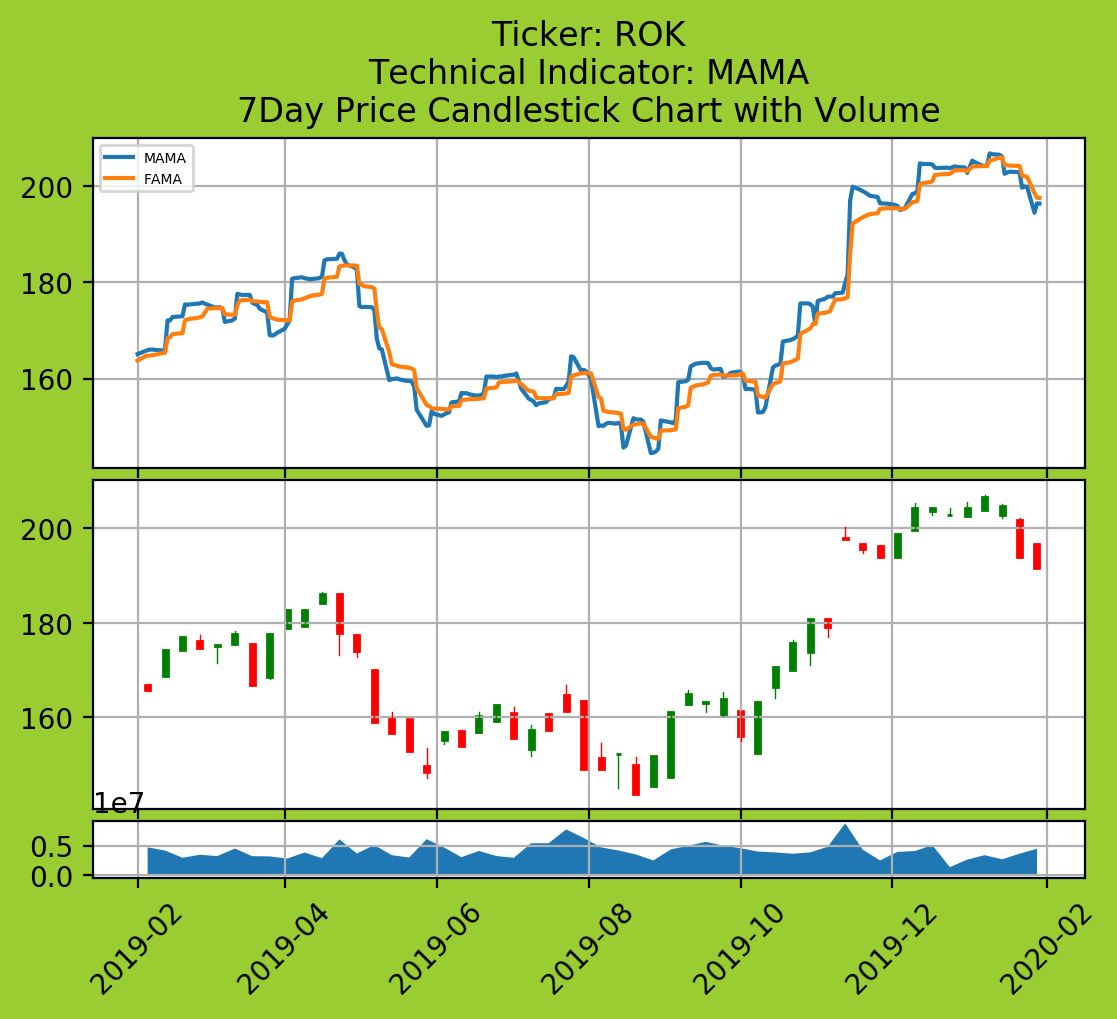 Ticker: ROK
Technical Indicator: MAMA
7Day Price Candlestick Chart with Volume
MAMA
FAMA
200
180
160
200
180
160
1e7
0.5
0.0
2019-02
2019-04
2019-06
2019-08
2019-10
2019-12
2020-02